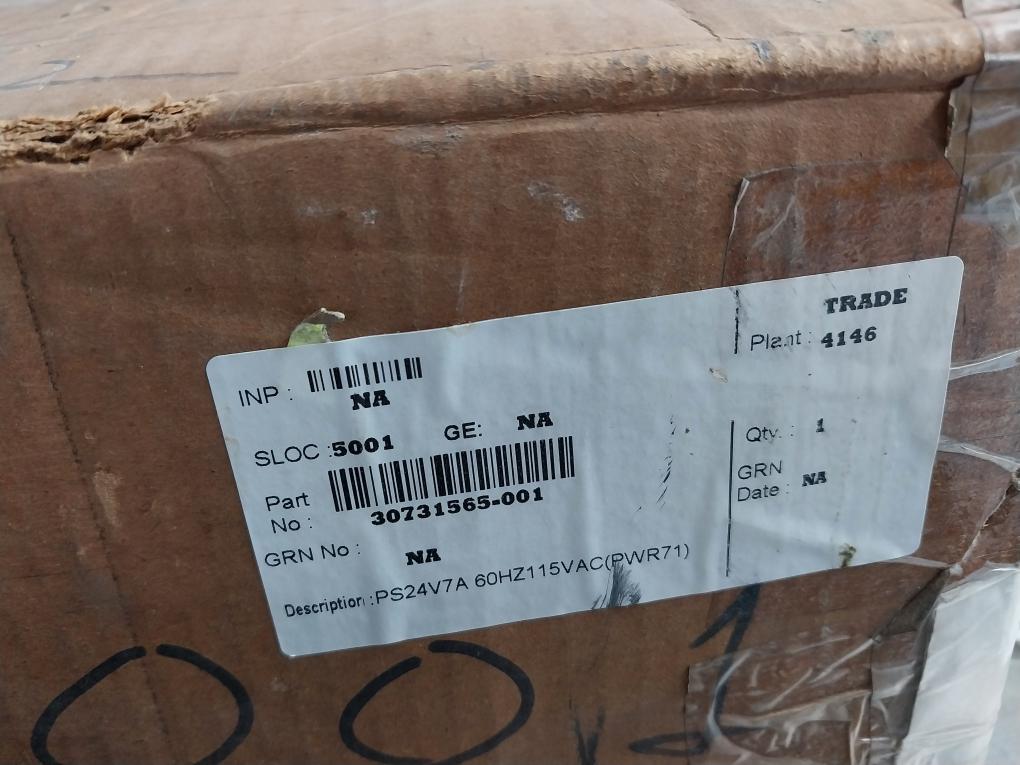 TRADE
Plant : 4146
INP :
NA
SLOC :5001 GE: NA
Qty. : 1
Part No : 30731565-001
GRN Date : NA
GRN No : NA
Description :PS24V7A 60HZ115VAC(PWR71)
001